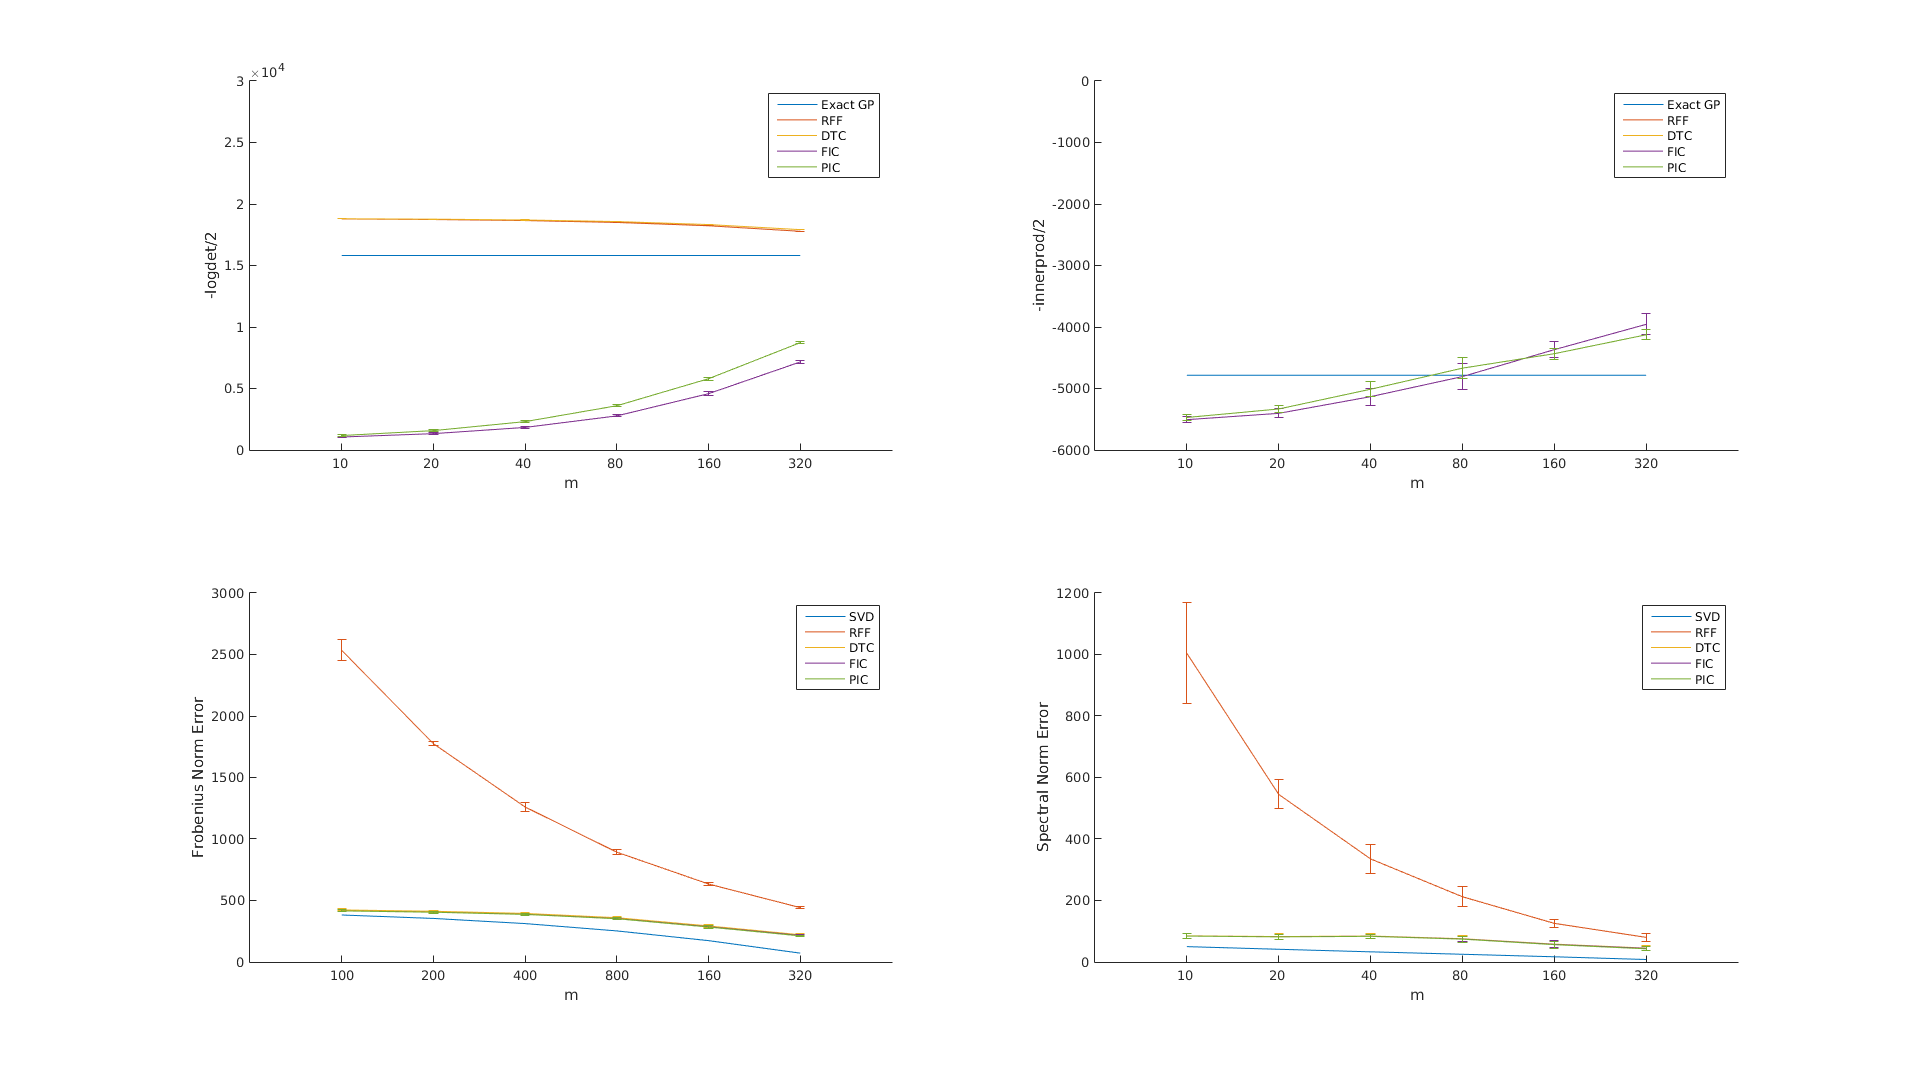 ×10^4
3
2.5
2
1.5
1
0.5
0
-logdet/2
10 20 40 80 160 320
m
Exact GP
RFF
DTC
FIC
PIC
0
-1000
-2000
-3000
-4000
-5000
-6000
-innerprod/2
10 20 40 80 160 320
m
Exact GP
RFF
DTC
FIC
PIC
3000
2500
2000
1500
1000
500
0
Frobenius Norm Error
100 200 400 800 160 320
m
SVD
RFF
DTC
FIC
PIC
1200
1000
800
600
400
200
0
Spectral Norm Error
10 20 40 80 160 320
m
SVD
RFF
DTC
FIC
PIC